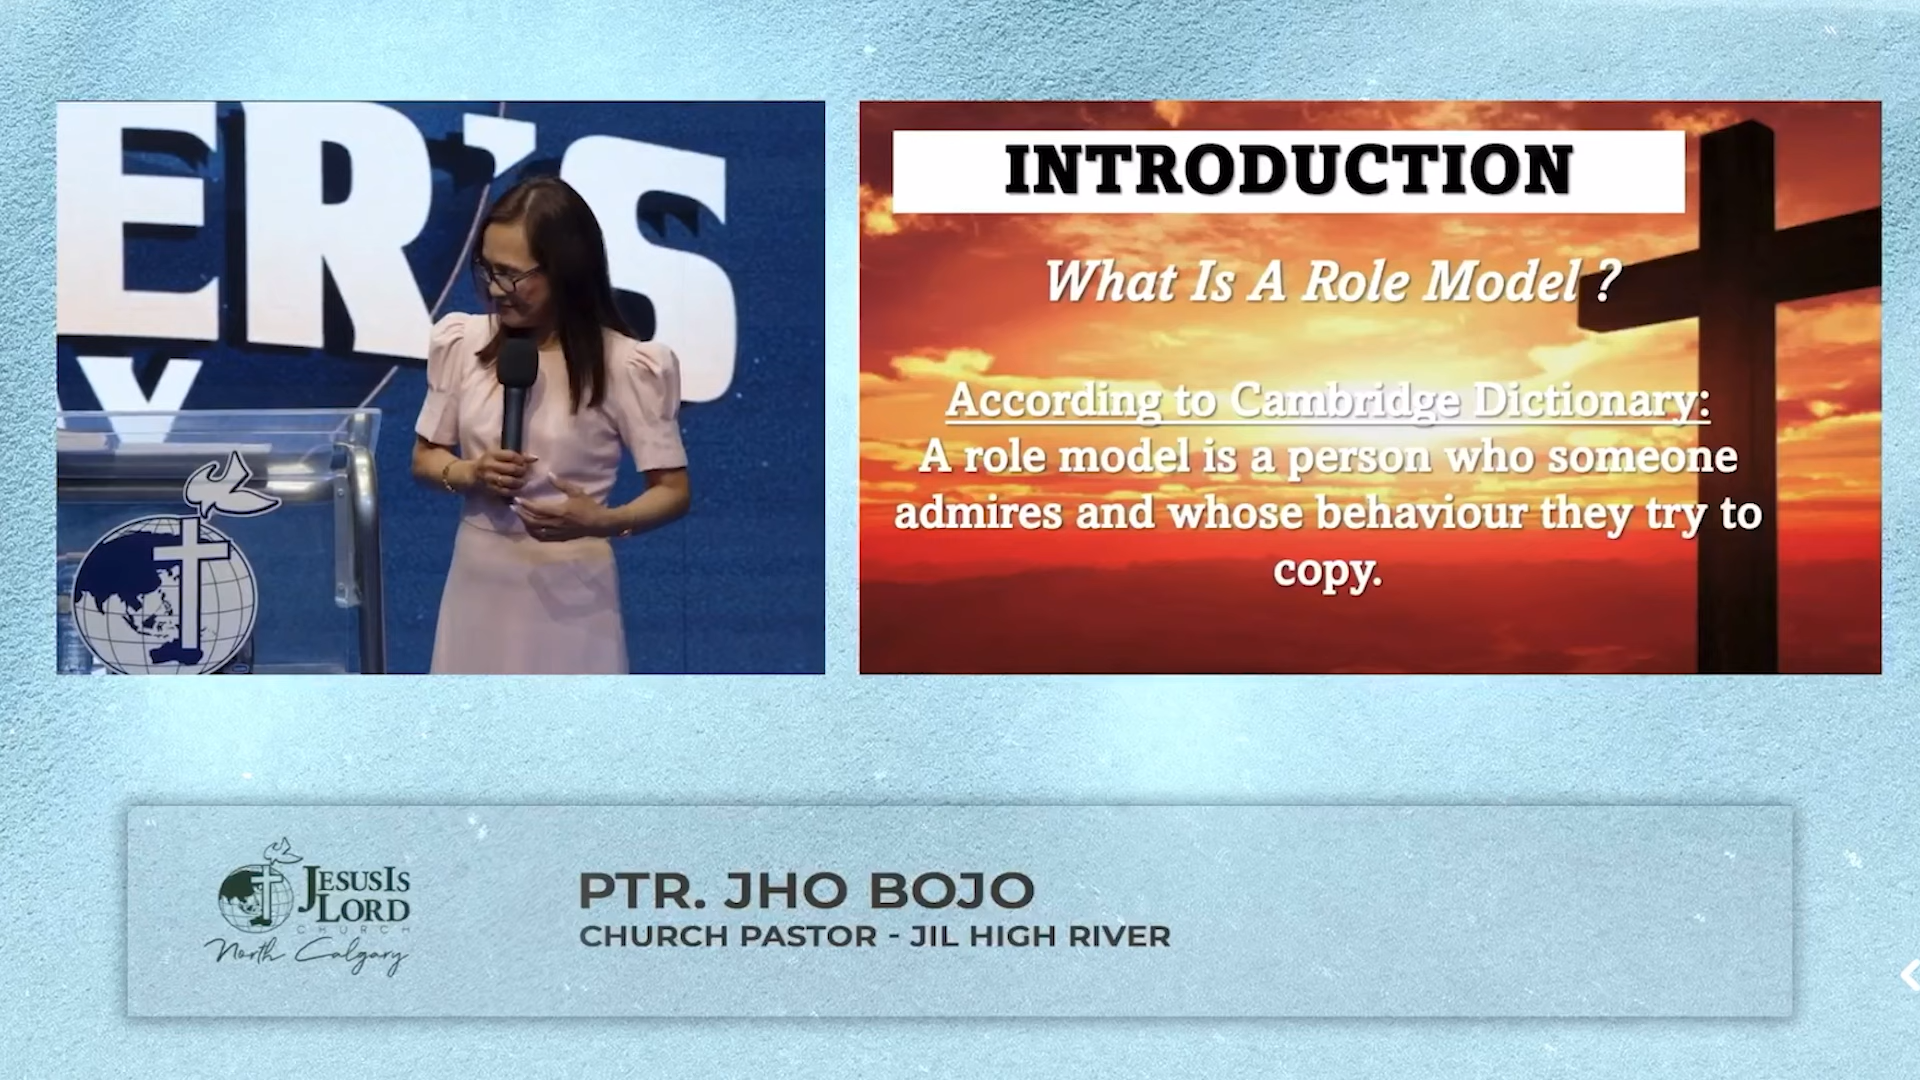 ER'S
Y
INTRODUCTION
What Is A Role Model ?
According to Cambridge Dictionary:
A role model is a person who someone
admires and whose behaviour they try to
copy.
JESUS IS
LORD
CHURCH
North Calgary
PTR. JHO BOJO
CHURCH PASTOR - JIL HIGH RIVER